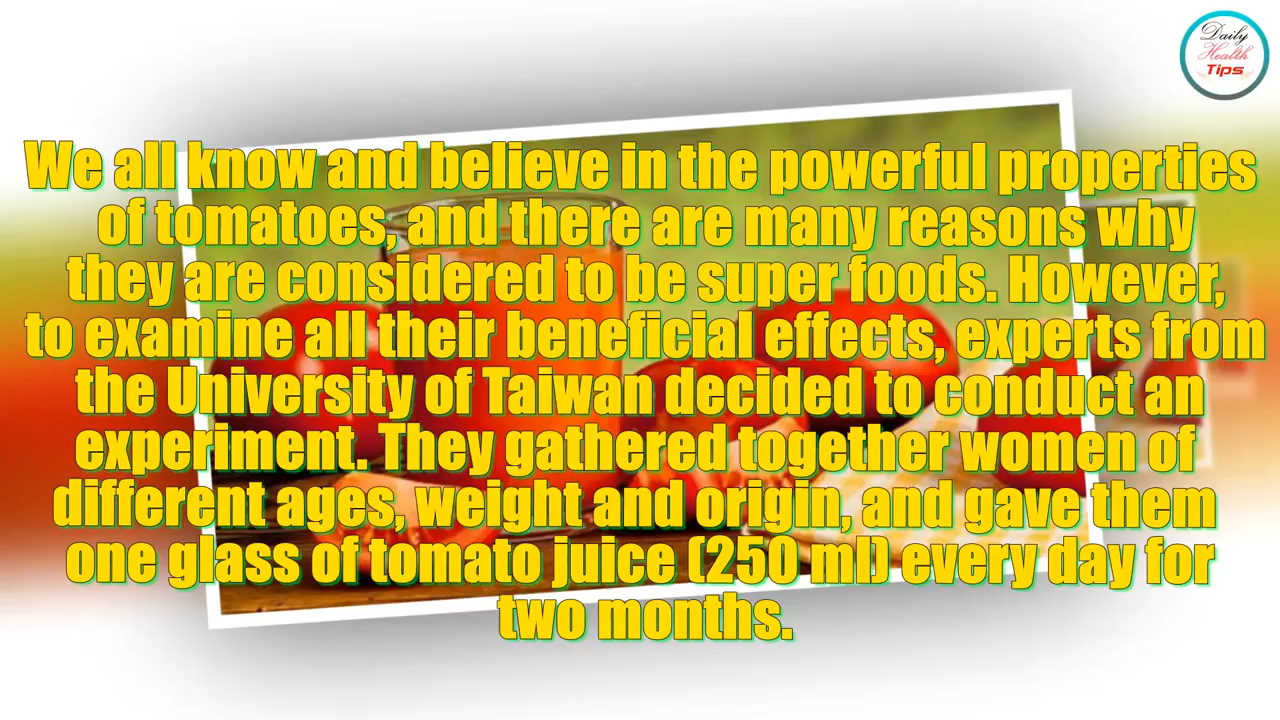 Daily
Health
Tips
We all know and believe in the powerful properties
of tomatoes, and there are many reasons why
they are considered to be super foods. However,
to examine all their beneficial effects, experts from
the University of Taiwan decided to conduct an
experiment. They gathered together women of
different ages, weight and origin, and gave them
one glass of tomato juice (250 ml) every day for
two months.